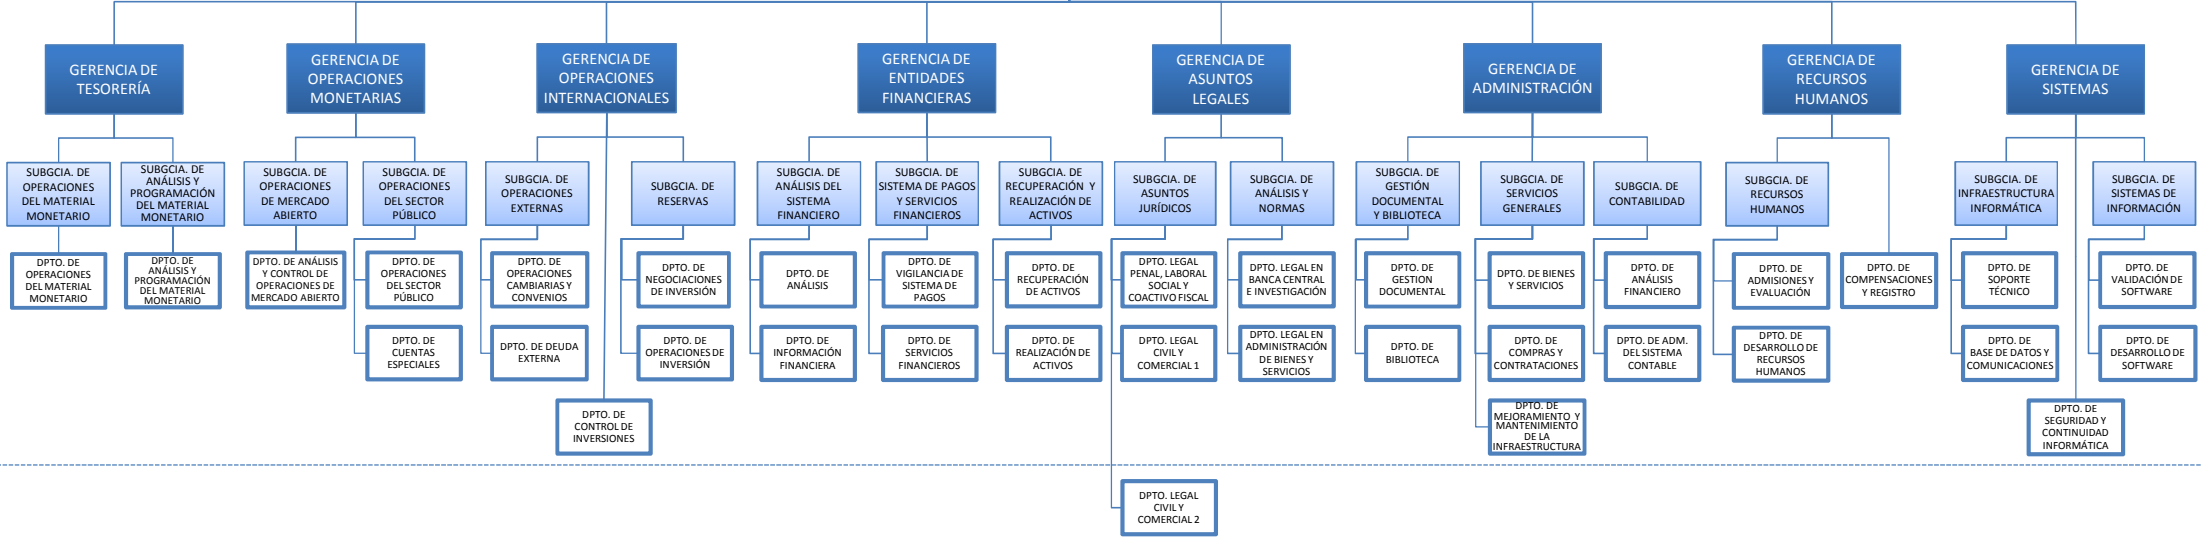 GERENCIA DE
TESORERÍA
GERENCIA DE
OPERACIONES
MONETARIAS
GERENCIA DE
OPERACIONES
INTERNACIONALES
GERENCIA DE
ENTIDADES
FINANCIERAS
GERENCIA DE
ASUNTOS
LEGALES
GERENCIA DE
ADMINISTRACIÓN
GERENCIA DE
RECURSOS
HUMANOS
GERENCIA DE
SISTEMAS
SUBGCIA. DE
OPERACIONES
DEL MATERIAL
MONETARIO
SUBGCIA. DE
ANÁLISIS Y
PROGRAMACIÓN
DEL MATERIAL
MONETARIO
SUBGCIA. DE
OPERACIONES
DE MERCADO
ABIERTO
SUBGCIA. DE
OPERACIONES
DEL SECTOR
PÚBLICO
SUBGCIA. DE
OPERACIONES
EXTERNAS
SUBGCIA. DE
RESERVAS
SUBGCIA. DE
ANÁLISIS DEL
SISTEMA
FINANCIERO
SUBGCIA. DE
SISTEMA DE PAGOS
Y SERVICIOS
FINANCIEROS
SUBGCIA. DE
RECUPERACIÓN Y
REALIZACIÓN DE
ACTIVOS
SUBGCIA. DE
ASUNTOS
JURÍDICOS
SUBGCIA. DE
ANÁLISIS Y
NORMAS
SUBGCIA. DE
GESTIÓN
DOCUMENTAL
Y BIBLIOTECA
SUBGCIA. DE
SERVICIOS
GENERALES
SUBGCIA. DE
CONTABILIDAD
SUBGCIA. DE
RECURSOS
HUMANOS
SUBGCIA. DE
INFRAESTRUCTURA
INFORMÁTICA
SUBGCIA. DE
SISTEMAS DE
INFORMACIÓN
DPTO. DE
OPERACIONES
DEL MATERIAL
MONETARIO
DPTO. DE
ANÁLISIS Y
PROGRAMACIÓN
DEL MATERIAL
MONETARIO
DPTO. DE ANÁLISIS
Y CONTROL DE
OPERACIONES DE
MERCADO ABIERTO
DPTO. DE
OPERACIONES
DEL SECTOR
PÚBLICO
DPTO. DE
OPERACIONES
CAMBIARIAS Y
CONVENIOS
DPTO. DE
NEGOCIACIONES
DE INVERSIÓN
DPTO. DE
ANÁLISIS
DPTO. DE
VIGILANCIA DE
SISTEMA DE
PAGOS
DPTO. DE
RECUPERACIÓN
DE ACTIVOS
DPTO. LEGAL
PENAL, LABORAL
SOCIAL Y
COACTIVO FISCAL
DPTO. LEGAL EN
BANCA CENTRAL
E INVESTIGACIÓN
DPTO. DE
GESTION
DOCUMENTAL
DPTO. DE BIENES
Y SERVICIOS
DPTO. DE
ANÁLISIS
FINANCIERO
DPTO. DE
ADMISIONES Y
EVALUACIÓN
DPTO. DE
COMPENSACIONES
Y REGISTRO
DPTO. DE
SOPORTE
TÉCNICO
DPTO. DE
VALIDACIÓN DE
SOFTWARE
DPTO. DE
CUENTAS
ESPECIALES
DPTO. DE DEUDA
EXTERNA
DPTO. DE
OPERACIONES DE
INVERSIÓN
DPTO. DE
INFORMACIÓN
FINANCIERA
DPTO. DE
SERVICIOS
FINANCIEROS
DPTO. DE
REALIZACIÓN DE
ACTIVOS
DPTO. LEGAL
CIVIL Y
COMERCIAL 1
DPTO. LEGAL EN
ADMINISTRACIÓN
DE BIENES Y
SERVICIOS
DPTO. DE
BIBLIOTECA
DPTO. DE
COMPRAS Y
CONTRATACIONES
DPTO. DE ADM.
DEL SISTEMA
CONTABLE
DPTO. DE
DESARROLLO DE
RECURSOS
HUMANOS
DPTO. DE
BASE DE DATOS Y
COMUNICACIONES
DPTO. DE
DESARROLLO DE
SOFTWARE
DPTO. DE
CONTROL DE
INVERSIONES
DPTO. DE
MEJORAMIENTO Y
MANTENIMIENTO
DE LA
INFRAESTRUCTURA
DPTO. DE
SEGURIDAD Y
CONTINUIDAD
INFORMÁTICA
DPTO. LEGAL
CIVIL Y
COMERCIAL 2